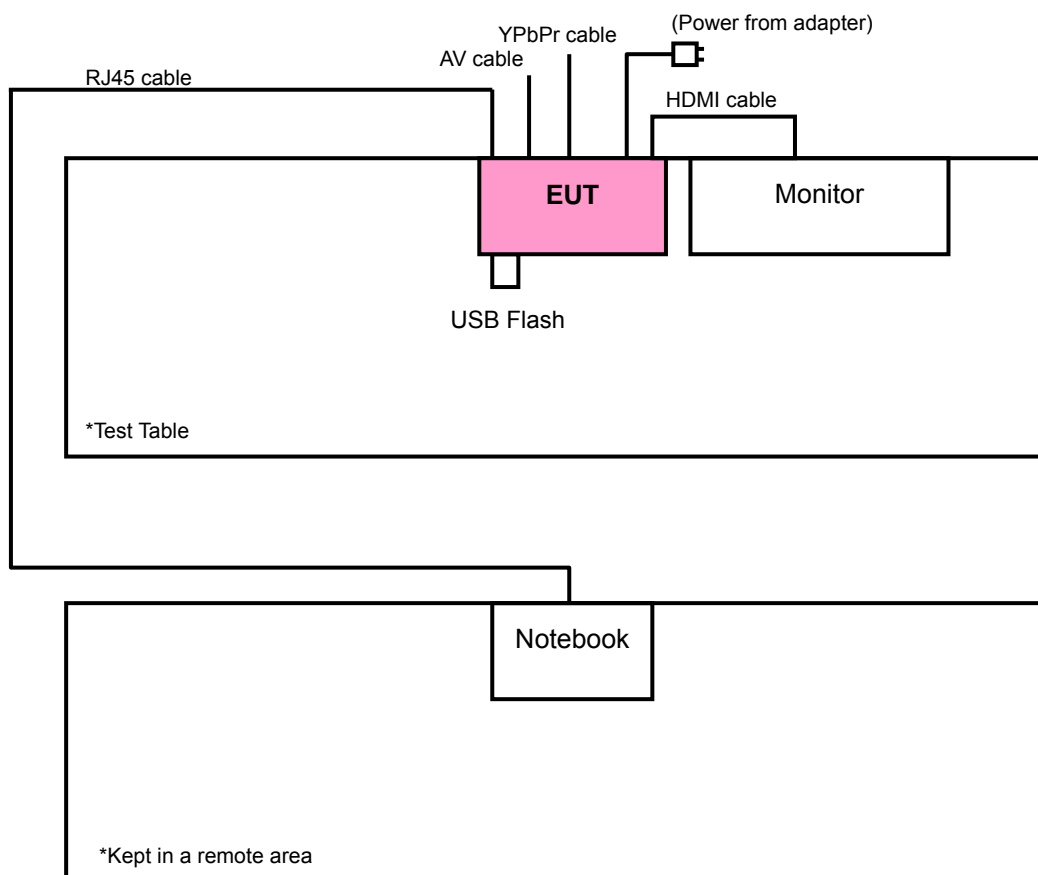 (Power from adapter)
YPbPr cable
AV cable
RJ45 cable
HDMI cable
EUT
Monitor
USB Flash
*Test Table
Notebook
*Kept in a remote area